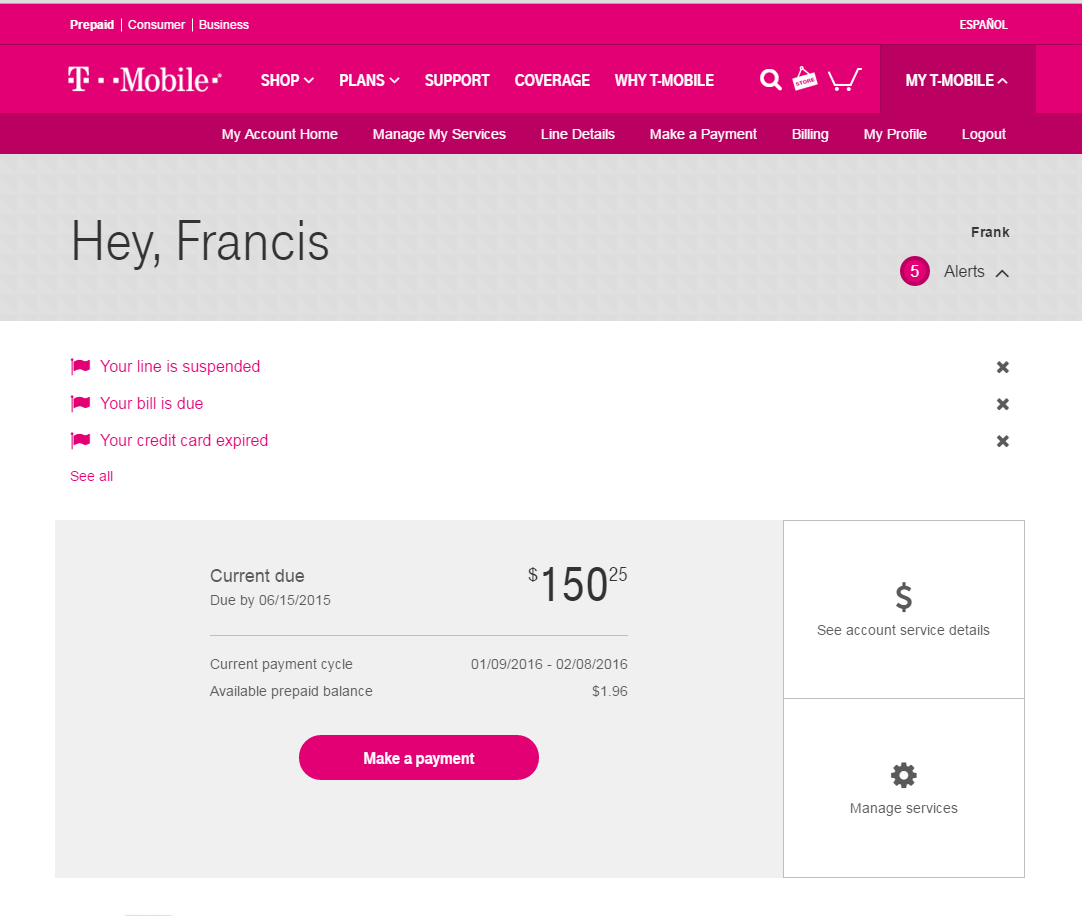 Prepaid | Consumer | Business ESPAÑOL
T··Mobile· SHOP PLANS SUPPORT COVERAGE WHY T-MOBILE STORE MY T-MOBILE
My Account Home Manage My Services Line Details Make a Payment Billing My Profile Logout
Hey, Francis
Frank
5 Alerts
Your line is suspended
Your bill is due
Your credit card expired
See all
Current due $150 25
Due by 06/15/2015
Current payment cycle 01/09/2016 - 02/08/2016
Available prepaid balance $1.96
Make a payment
See account service details
Manage services